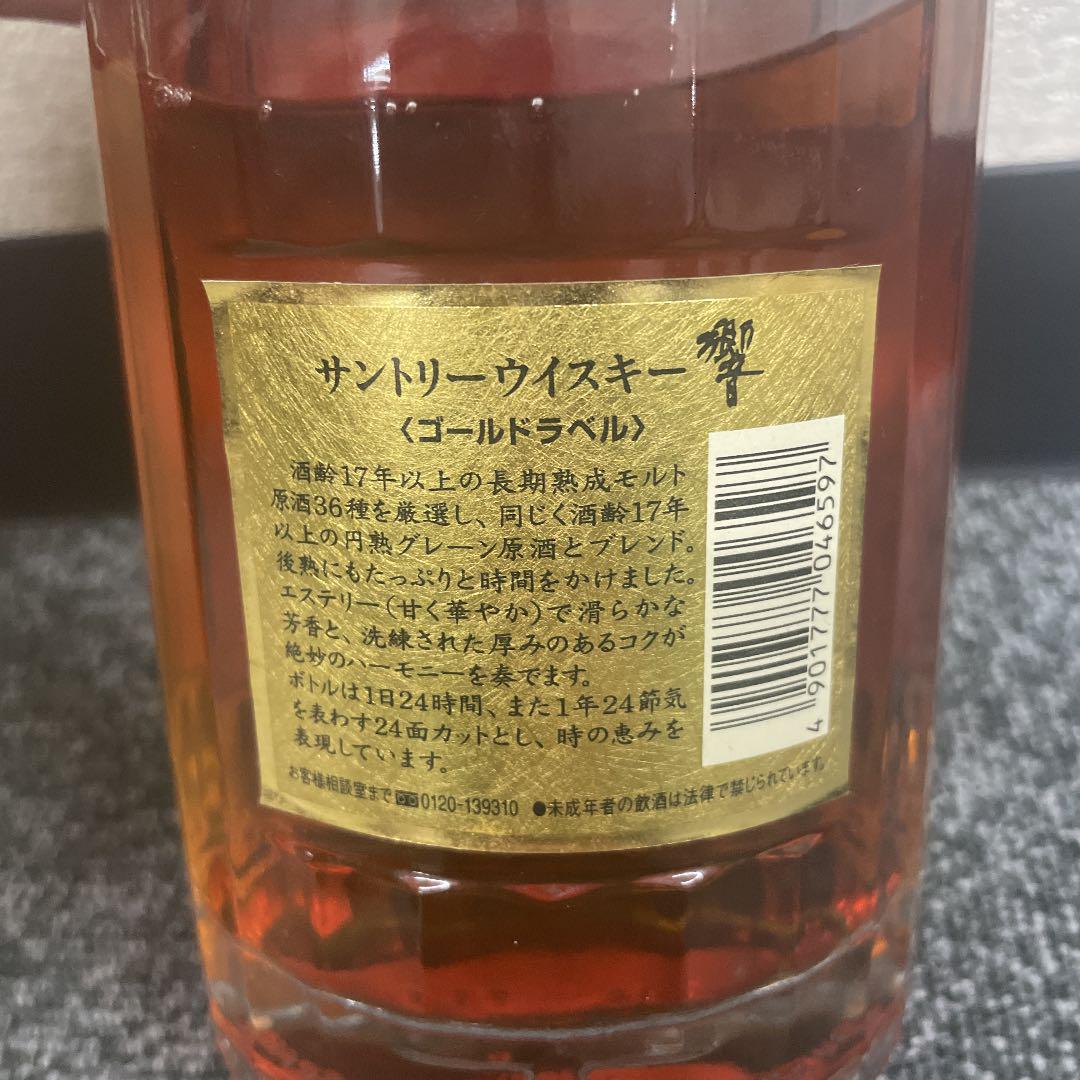 サントリーウイスキー 響
〈ゴールドラベル〉
酒齢17年以上の長期熟成モルト
原酒36種を厳選し、同じく酒齢17年
以上の円熟グレーン原酒とブレンド。
後熟にもたっぷりと時間をかけました。
エステリー(甘く華やか)で滑らかな
芳香と、洗練された厚みのあるコクが
絶妙のハーモニーを奏でます。
ボトルは1日24時間、また1年24節気
を表わす24面カットとし、時の恵みを
表現しています。
お客様相談室まで 0120-139310 ●未成年者の飲酒は法律で禁じられています。
4 901777 046597